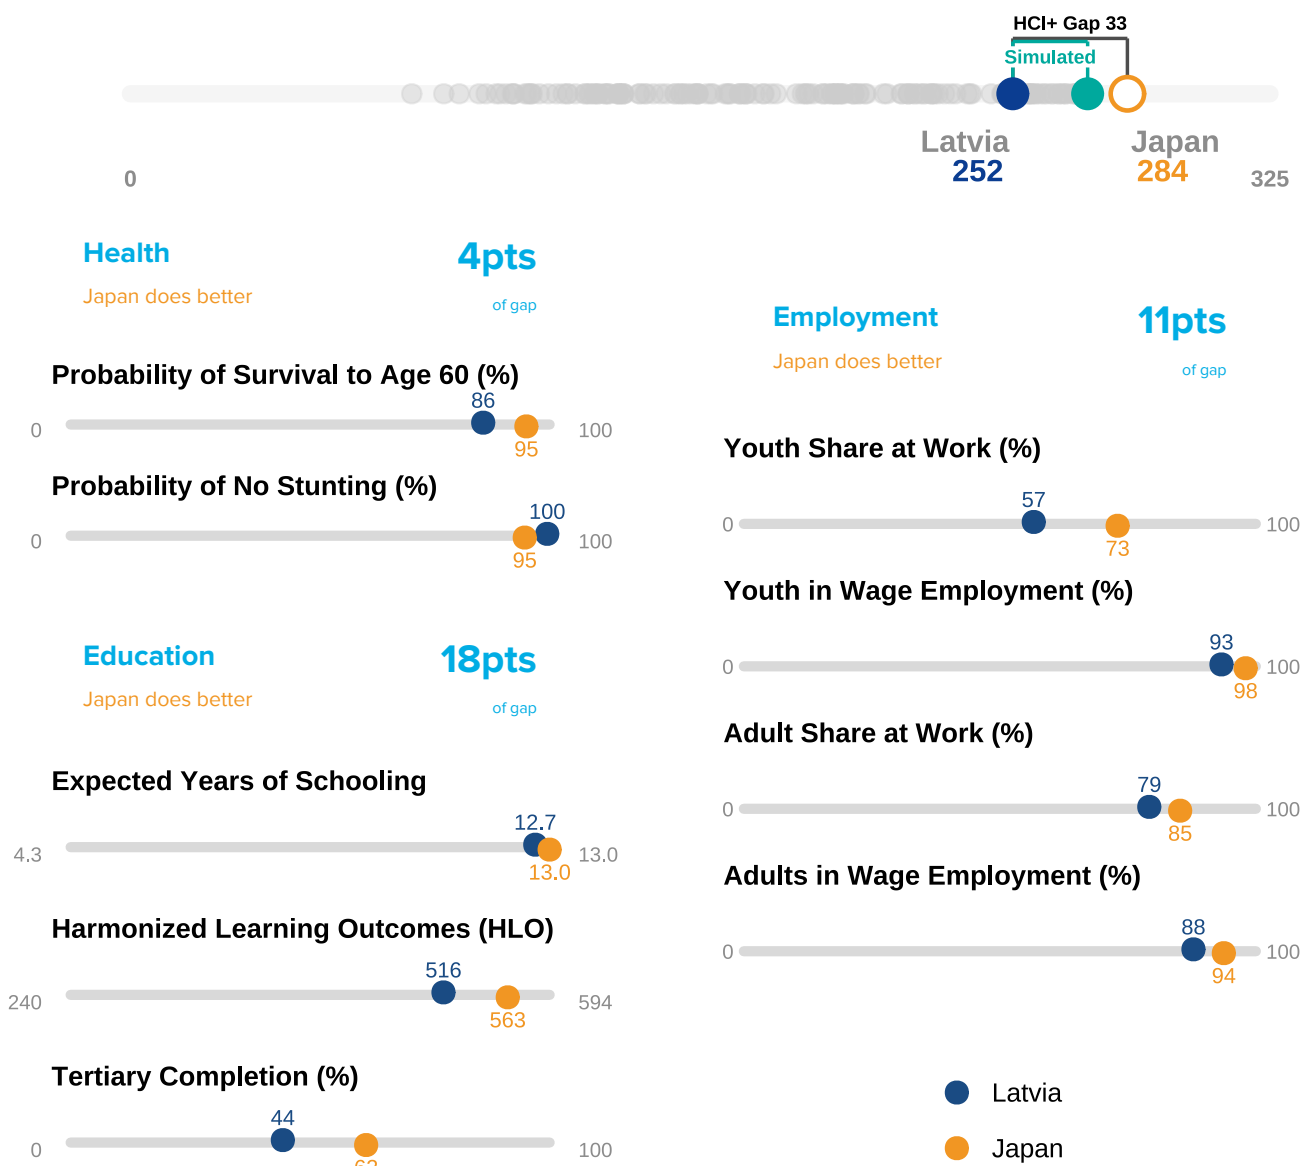 HCI+ Gap 33
Simulated
Latvia
252
Japan
284
0
325
Health
4pts
Japan does better
of gap
Probability of Survival to Age 60 (%)
86
0
100
95
Probability of No Stunting (%)
100
0
100
95
Education
18pts
Japan does better
of gap
Expected Years of Schooling
12.7
4.3
13.0
13.0
Harmonized Learning Outcomes (HLO)
516
240
594
563
Tertiary Completion (%)
44
0
100
Employment
11pts
Japan does better
of gap
Youth Share at Work (%)
57
0
100
73
Youth in Wage Employment (%)
93
0
100
98
Adult Share at Work (%)
79
0
100
85
Adults in Wage Employment (%)
88
0
100
94
Latvia
Japan